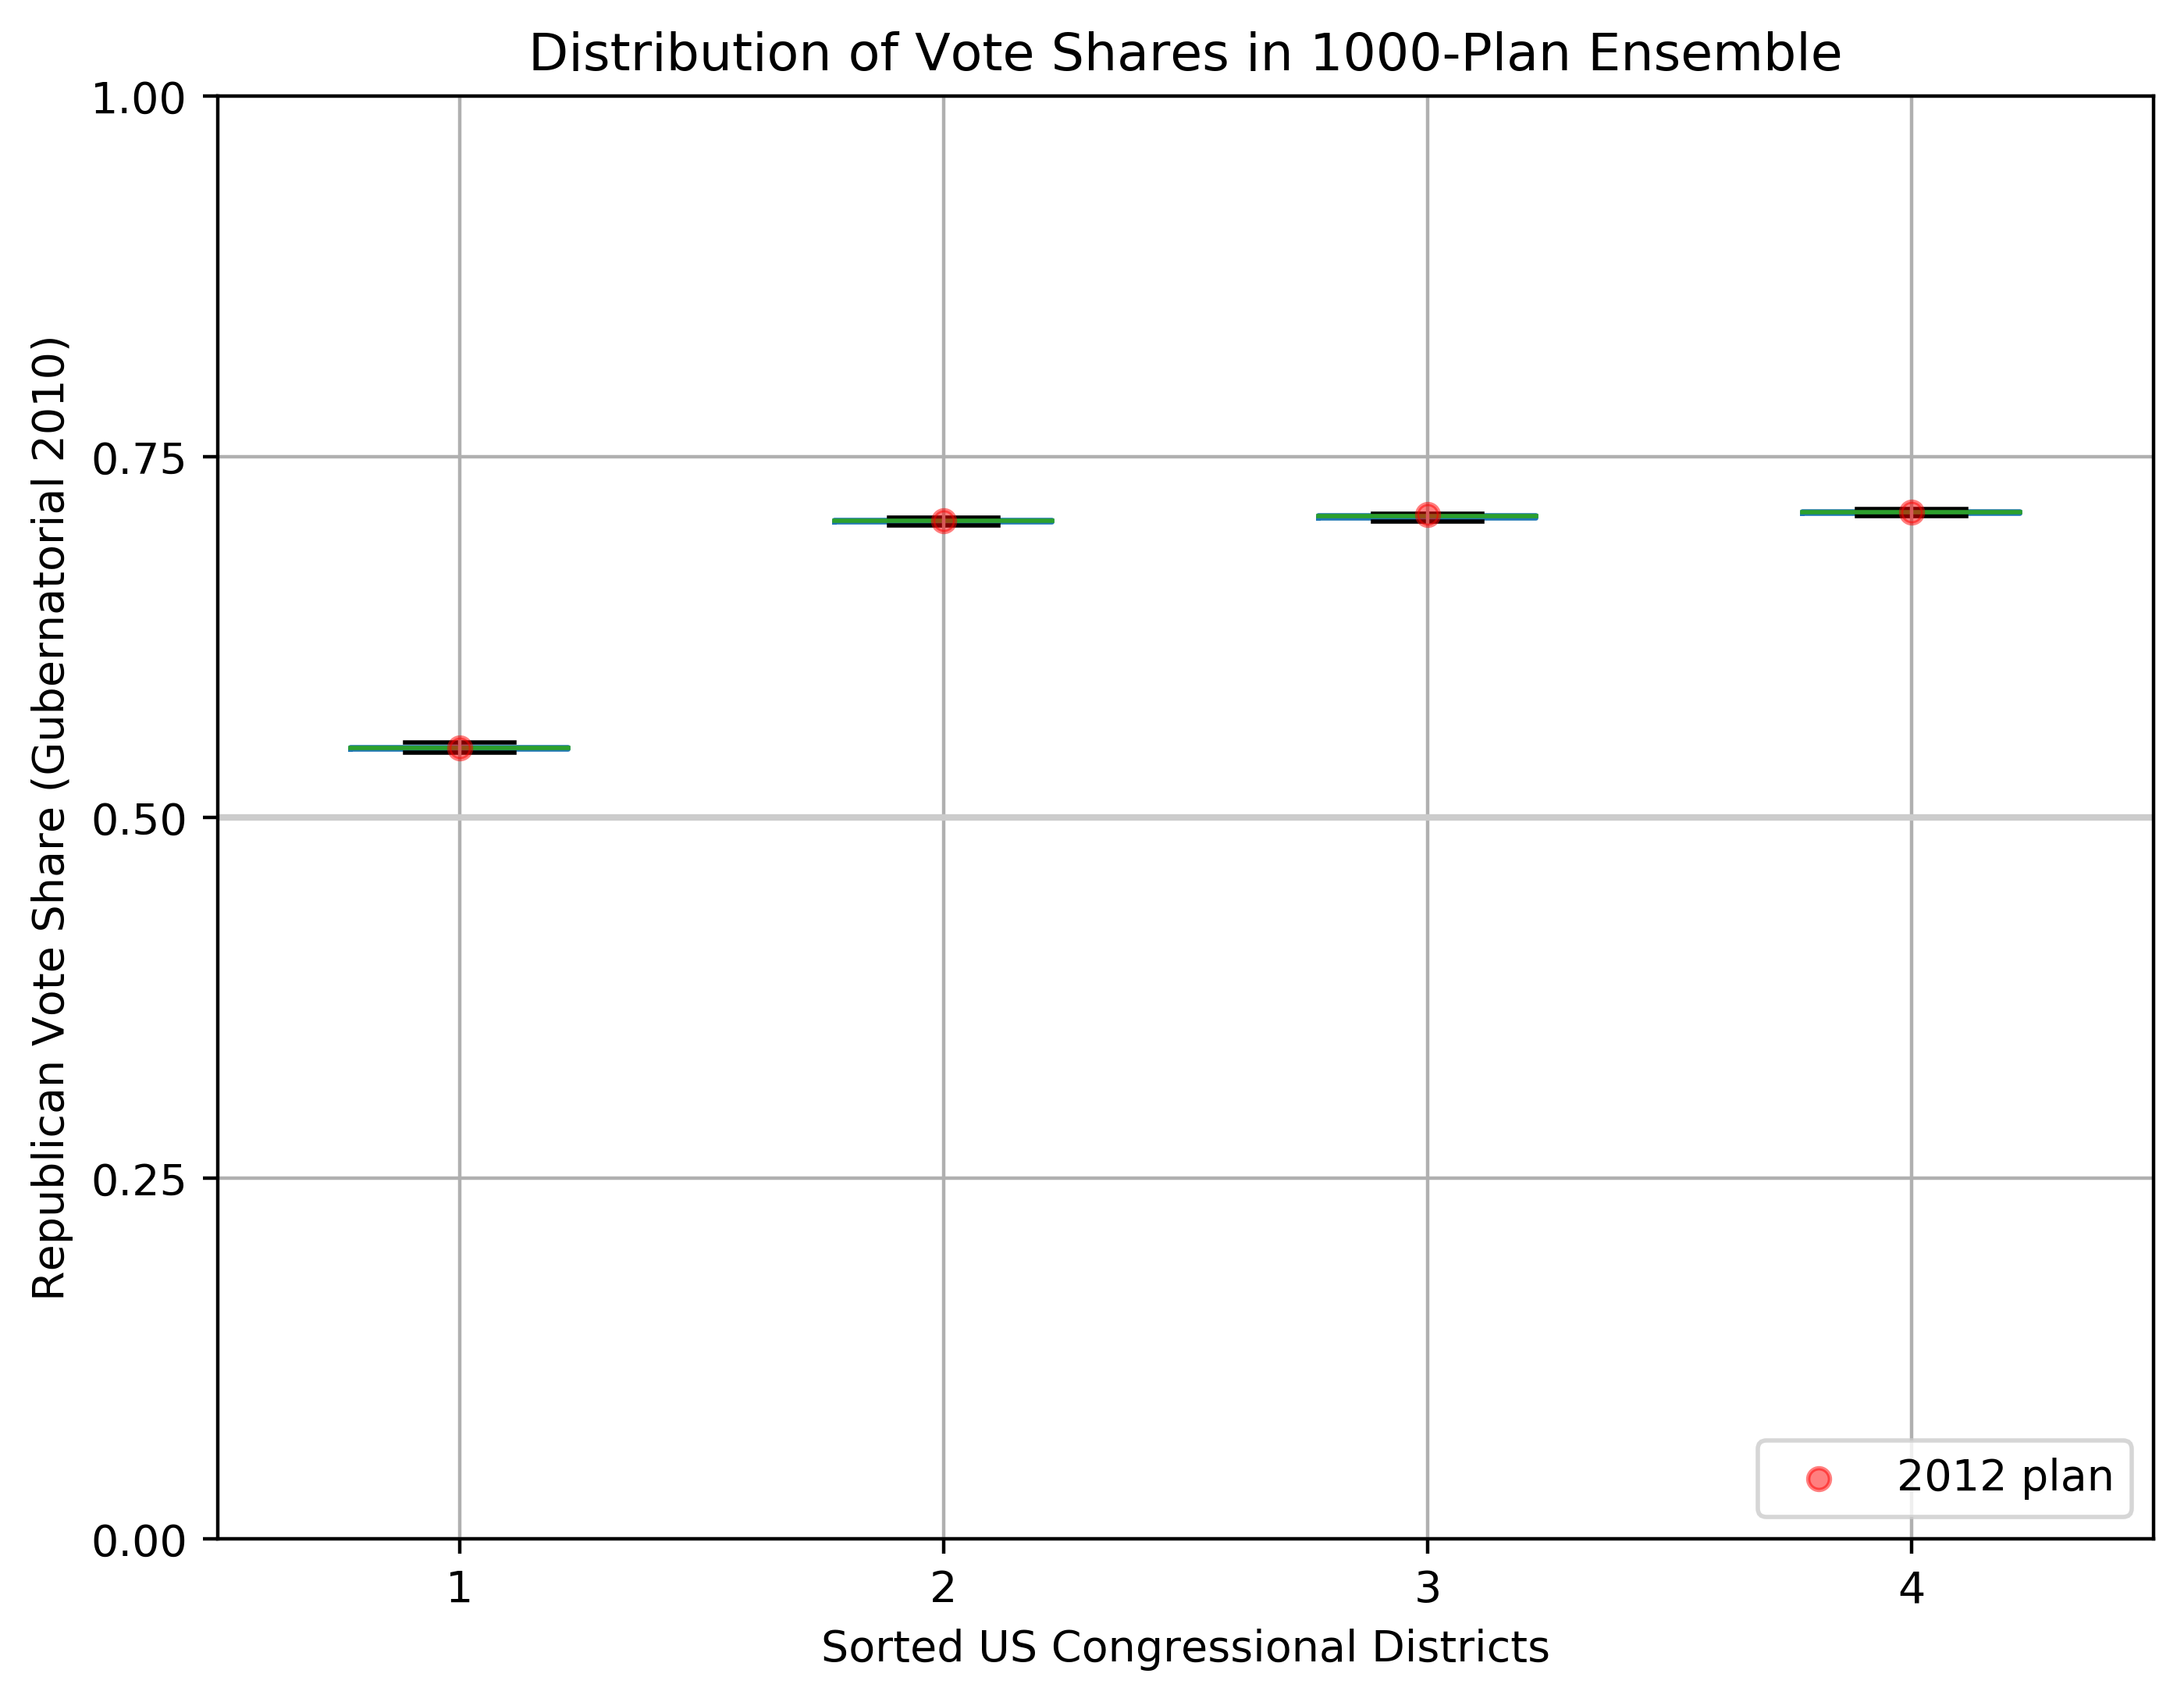 Distribution of Vote Shares in 1000-Plan Ensemble
Republican Vote Share (Gubernatorial 2010)
1.00
0.75
0.50
0.25
0.00
2012 plan
1 2 3 4
Sorted US Congressional Districts